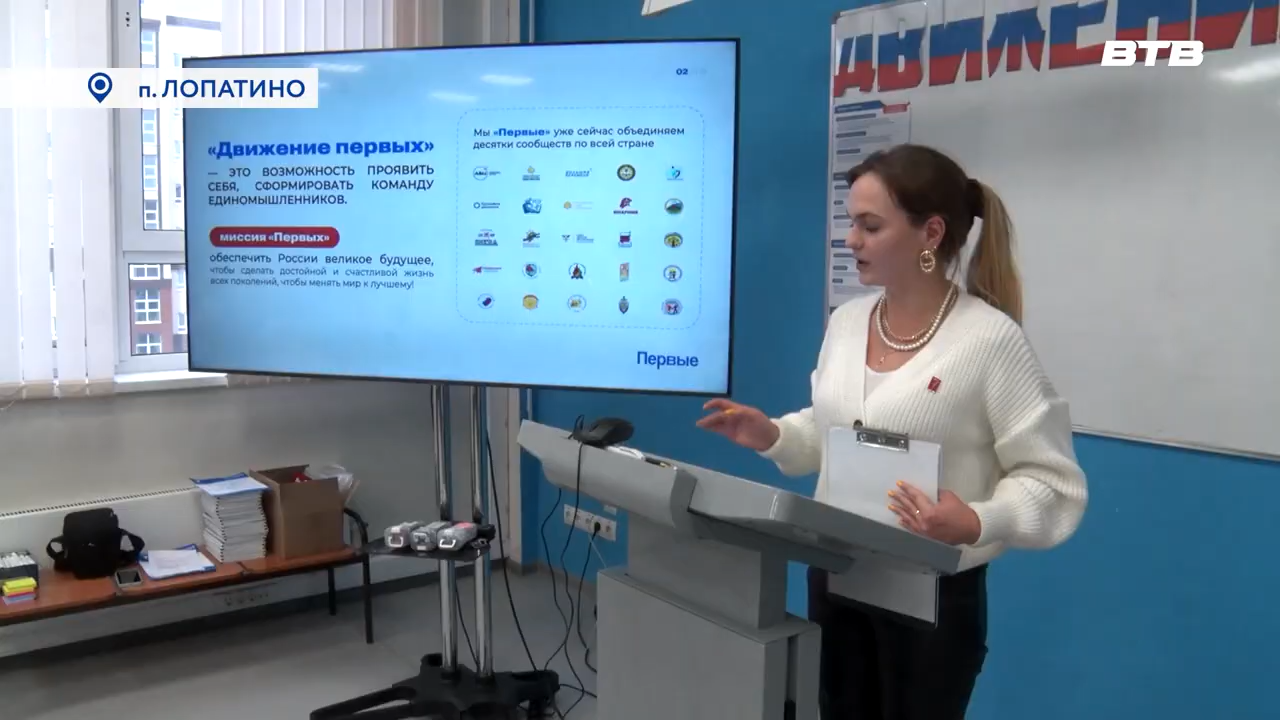 п. ЛОПАТИНО
ВТВ
ДВИЖЕНИ
02
«Движение первых»
— ЭТО ВОЗМОЖНОСТЬ ПРОЯВИТЬ
СЕБЯ, СФОРМИРОВАТЬ КОМАНДУ
ЕДИНОМЫШЛЕННИКОВ.
миссия «Первых»
обеспечить России великое будущее,
чтобы сделать достойной и счастливой жизнь
всех поколений, чтобы менять мир к лучшему!
Мы «Первые» уже сейчас объединяем
десятки сообществ по всей стране
Первые